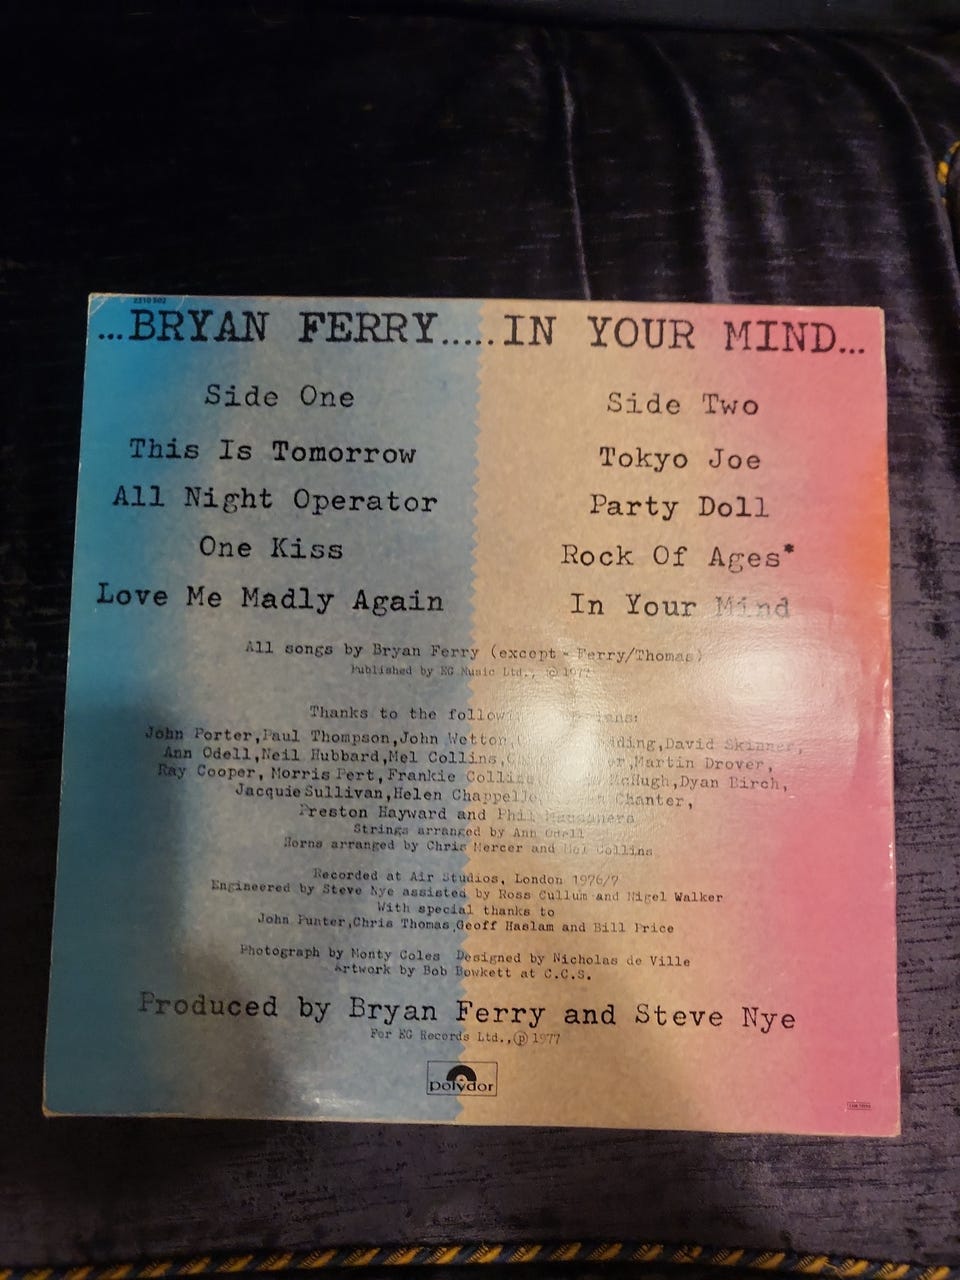 2310 502
...BRYAN FERRY.....IN YOUR MIND...
Side One
This Is Tomorrow
All Night Operator
One Kiss
Love Me Madly Again
Side Two
Tokyo Joe
Party Doll
Rock Of Ages*
In Your Mind
All songs by Bryan Ferry (except - Ferry/Thomas)
Published by EG Music Ltd., © 1977
Thanks to the
John Porter,Paul Thompson,John Wetton, David Skinner,
Ann Odell,Neil Hubbard,Mel Collins, Martin Drover,
Ray Cooper, Morris Pert, Frankie Collins McHugh,Dyan Birch,
Jacquie Sullivan,Helen Chappelle, Chanter,
Preston Hayward and Phil Manzanera
Strings arranged by Ann Odell
Horns arranged by Chris Mercer and Mel Collins
Recorded at Air Studios, London 1976/7
Engineered by Steve Nye assisted by Ross Cullum and Nigel Walker
With special thanks to
John Punter,Chris Thomas,Geoff Haslam and Bill Price
Photograph by Monty Coles Designed by Nicholas de Ville
Artwork by Bob Bowkett at C.C.S.
Produced by Bryan Ferry and Steve Nye
For EG Records Ltd.,℗ 1977
polydor